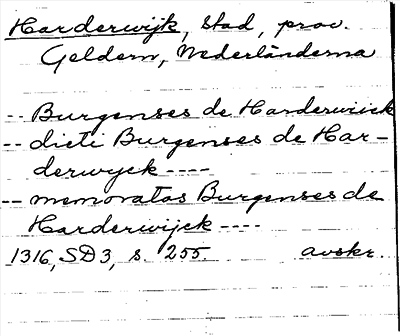 Harderwijk, stad, prov.
Geldern, Nederländerna
-- Burgenses de Harderwiick
-- dicti Burgenses de Har-
derwyck ----
-- memoratos Burgenses de
Harderwijck ----
1316, SD 3, s. 255. avskr.